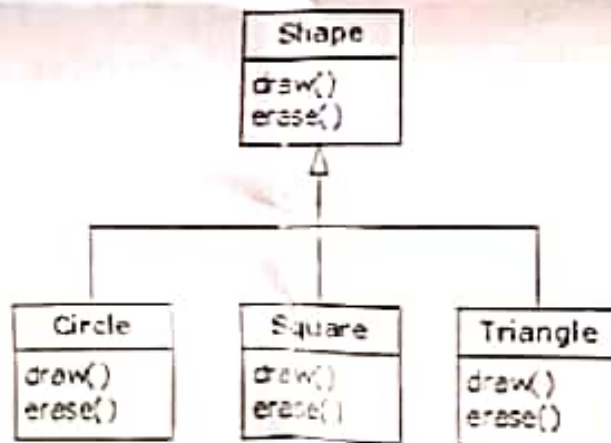 Shape
draw()
erase()
Circle
draw()
erase()
Square
draw()
erase()
Triangle
draw()
erase()